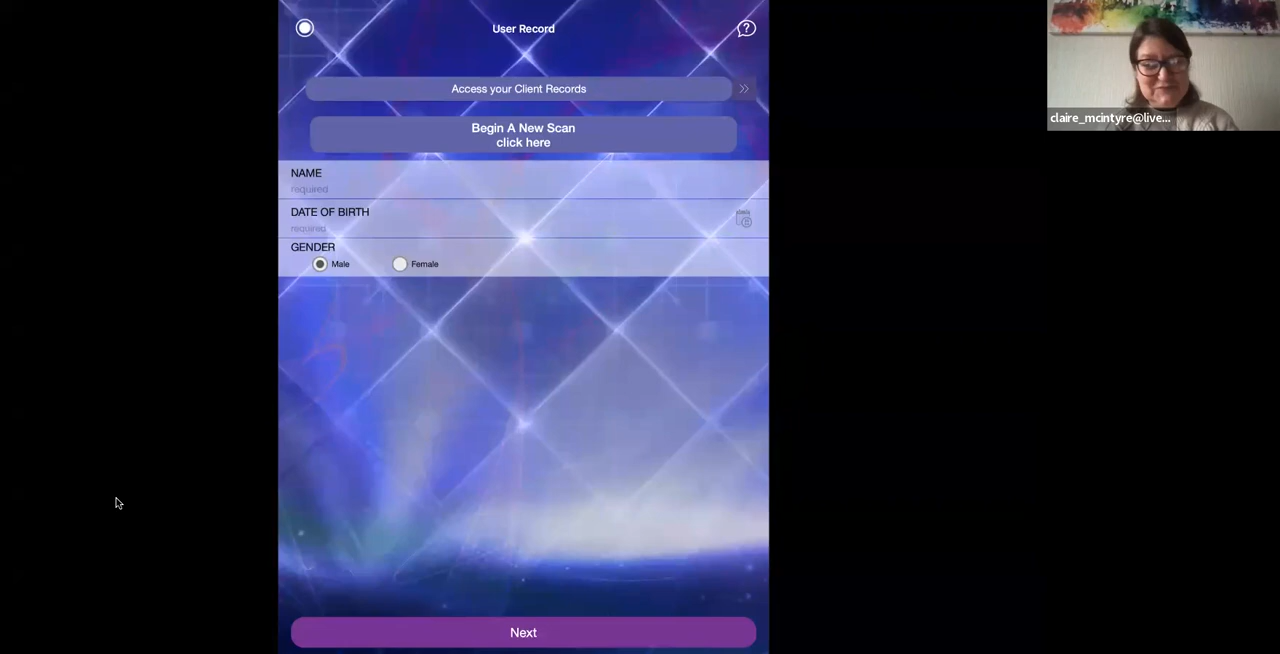 User Record
Access your Client Records
Begin A New Scan
click here
NAME
required
DATE OF BIRTH
required
GENDER
Male
Female
Next
claire_mcintyre@live...